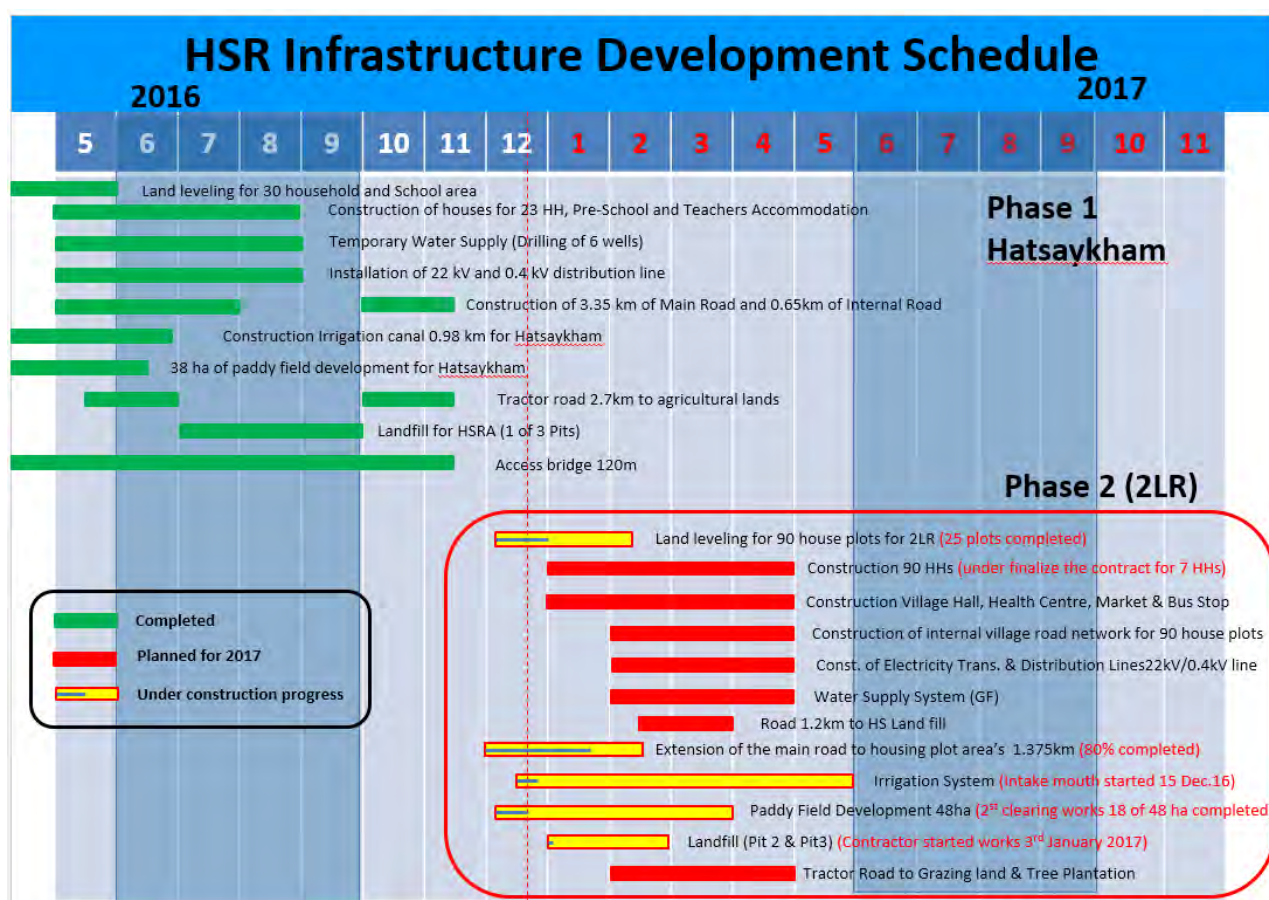 HSR Infrastructure Development Schedule
2016
2017
5 6 7 8 9 10 11 12 1 2 3 4 5 6 7 8 9 10 11
Land leveling for 30 household and School area
Construction of houses for 23 HH, Pre-School and Teachers Accommodation
Phase 1
Hatsaykham
Temporary Water Supply (Drilling of 6 wells)
Installation of 22 kV and 0.4 kV distribution line
Construction of 3.35 km of Main Road and 0.65km of Internal Road
Construction Irrigation canal 0.98 km for Hatsaykham
38 ha of paddy field development for Hatsaykham
Tractor road 2.7km to agricultural lands
Landfill for HSRA (1 of 3 Pits)
Access bridge 120m
Phase 2 (2LR)
Land leveling for 90 house plots for 2LR (25 plots completed)
Construction 90 HHs (under finalize the contract for 7 HHs)
Construction Village Hall, Health Centre, Market & Bus Stop
Construction of internal village road network for 90 house plots
Const. of Electricity Trans. & Distribution Lines22kV/0.4kV line
Water Supply System (GF)
Road 1.2km to HS Land fill
Extension of the main road to housing plot area's 1.375km (80% completed)
Irrigation System (Intake mouth started 15 Dec.16)
Paddy Field Development 48ha (2st clearing works 18 of 48 ha completed
Landfill (Pit 2 & Pit3) (Contractor started works 3rd January 2017)
Tractor Road to Grazing land & Tree Plantation
Completed
Planned for 2017
Under construction progress